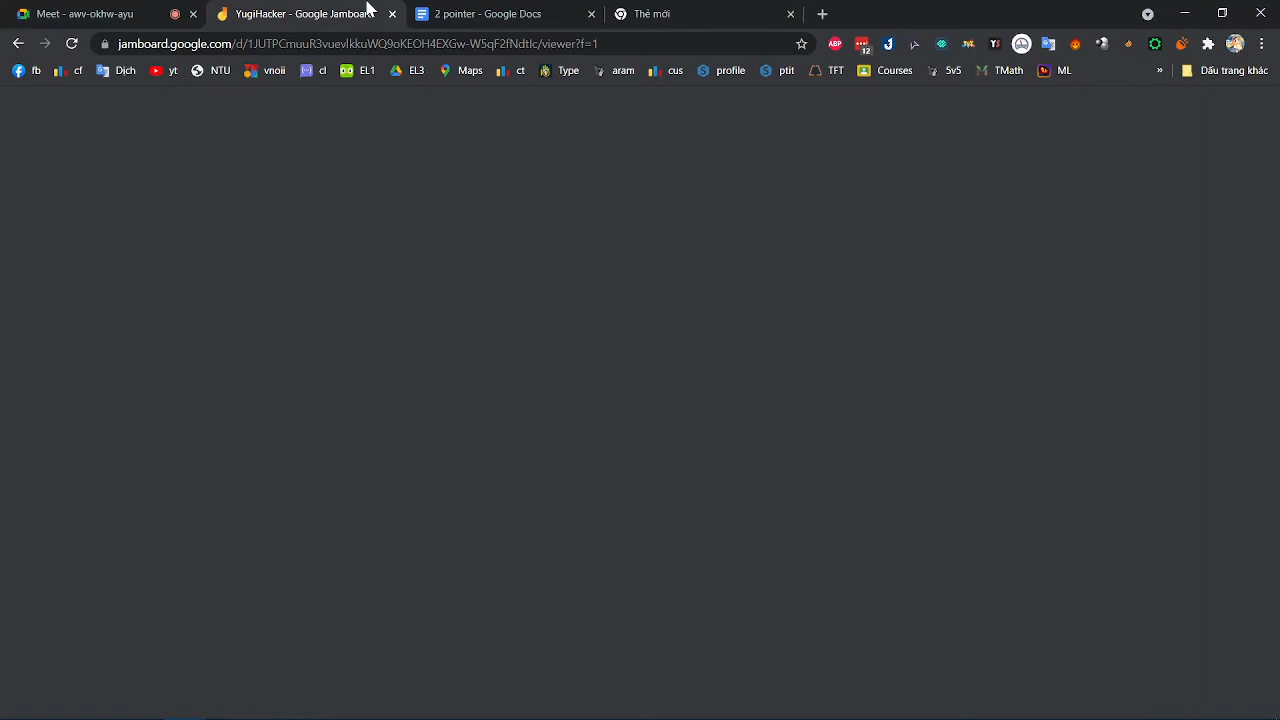 Meet - awv-okhw-ayu
YugiHacker - Google Jamboard
2 pointer - Google Docs
Thẻ mới
jamboard.google.com/d/1JUTPCmuuR3vuevlkkuWQ9oKEOH4EXGw-W5qF2fNdtIc/viewer?f=1
12
fb cf Dịch yt NTU vnoii cl EL1 EL3 Maps ct Type aram cus profile ptit TFT Courses 5v5 TMath ML » Dấu trang khác